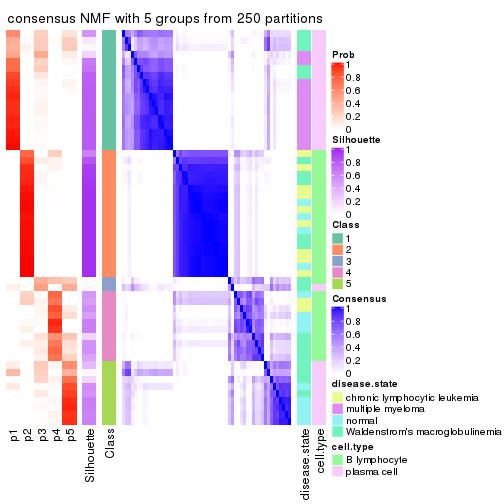 consensus NMF with 5 groups from 250 partitions
Prob
1
0.8
0.6
0.4
0.2
0
Silhouette
1
0.8
0.6
0.4
0.2
0
Class
1
2
3
4
5
Consensus
1
0.8
0.6
0.4
0.2
0
disease.state
chronic lymphocytic leukemia
multiple myeloma
normal
Waldenstrom's macroglobulinemia
cell.type
B lymphocyte
plasma cell
p1
p2
p3
p4
p5
Silhouette
Class
disease.state
cell.type